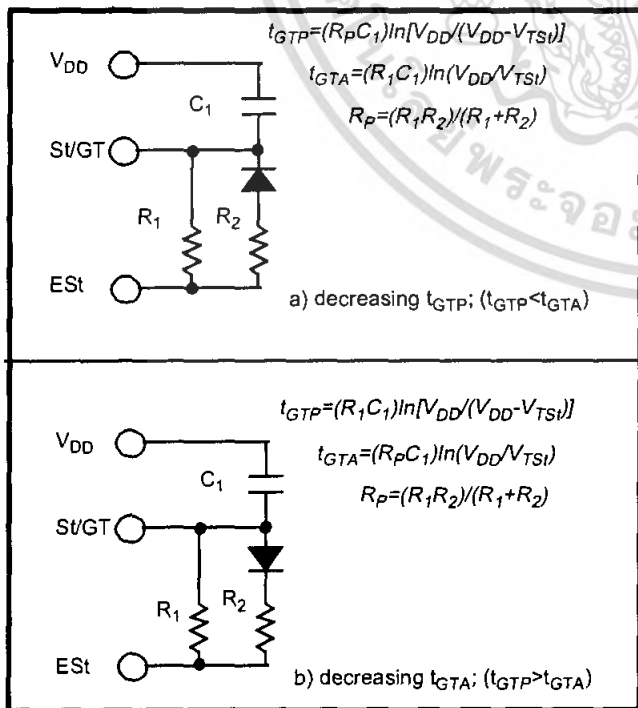 t_GTP=(R_PC_1)ln[V_DD/(V_DD-V_TSt)]
V_DD
t_GTA=(R_1C_1)ln(V_DD/V_TSt)
C_1
R_P=(R_1R_2)/(R_1+R_2)
St/GT
R_1
R_2
ESt
a) decreasing t_GTP; (t_GTP<t_GTA)
t_GTP=(R_1C_1)ln[V_DD/(V_DD-V_TSt)]
V_DD
t_GTA=(R_PC_1)ln(V_DD/V_TSt)
C_1
R_P=(R_1R_2)/(R_1+R_2)
St/GT
R_1
R_2
ESt
b) decreasing t_GTA; (t_GTP>t_GTA)